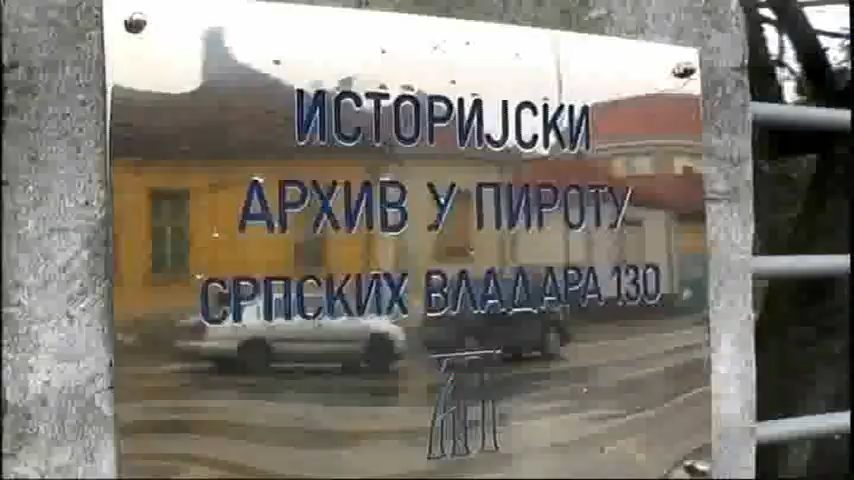 ИСТОРИЈСКИ
АРХИВ У ПИРОТУ
СРПСКИХ ВЛАДАРА 130